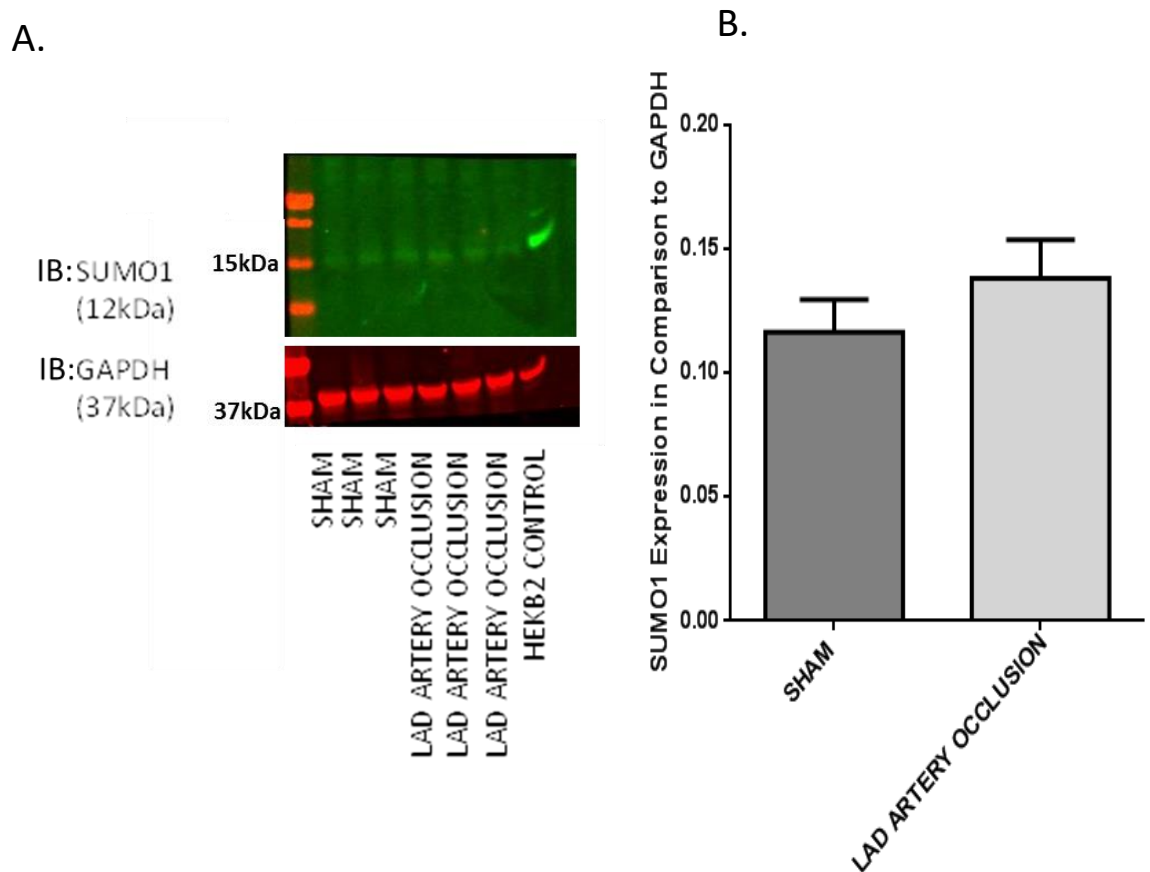 A.
IB:SUMO1
(12kDa)
15kDa
IB:GAPDH
(37kDa)
37kDa
SHAM
SHAM
SHAM
LAD ARTERY OCCLUSION
LAD ARTERY OCCLUSION
LAD ARTERY OCCLUSION
HEKB2 CONTROL
B.
SUMO1 Expression in Comparison to GAPDH
0.20
0.15
0.10
0.05
0.00
SHAM
LAD ARTERY OCCLUSION